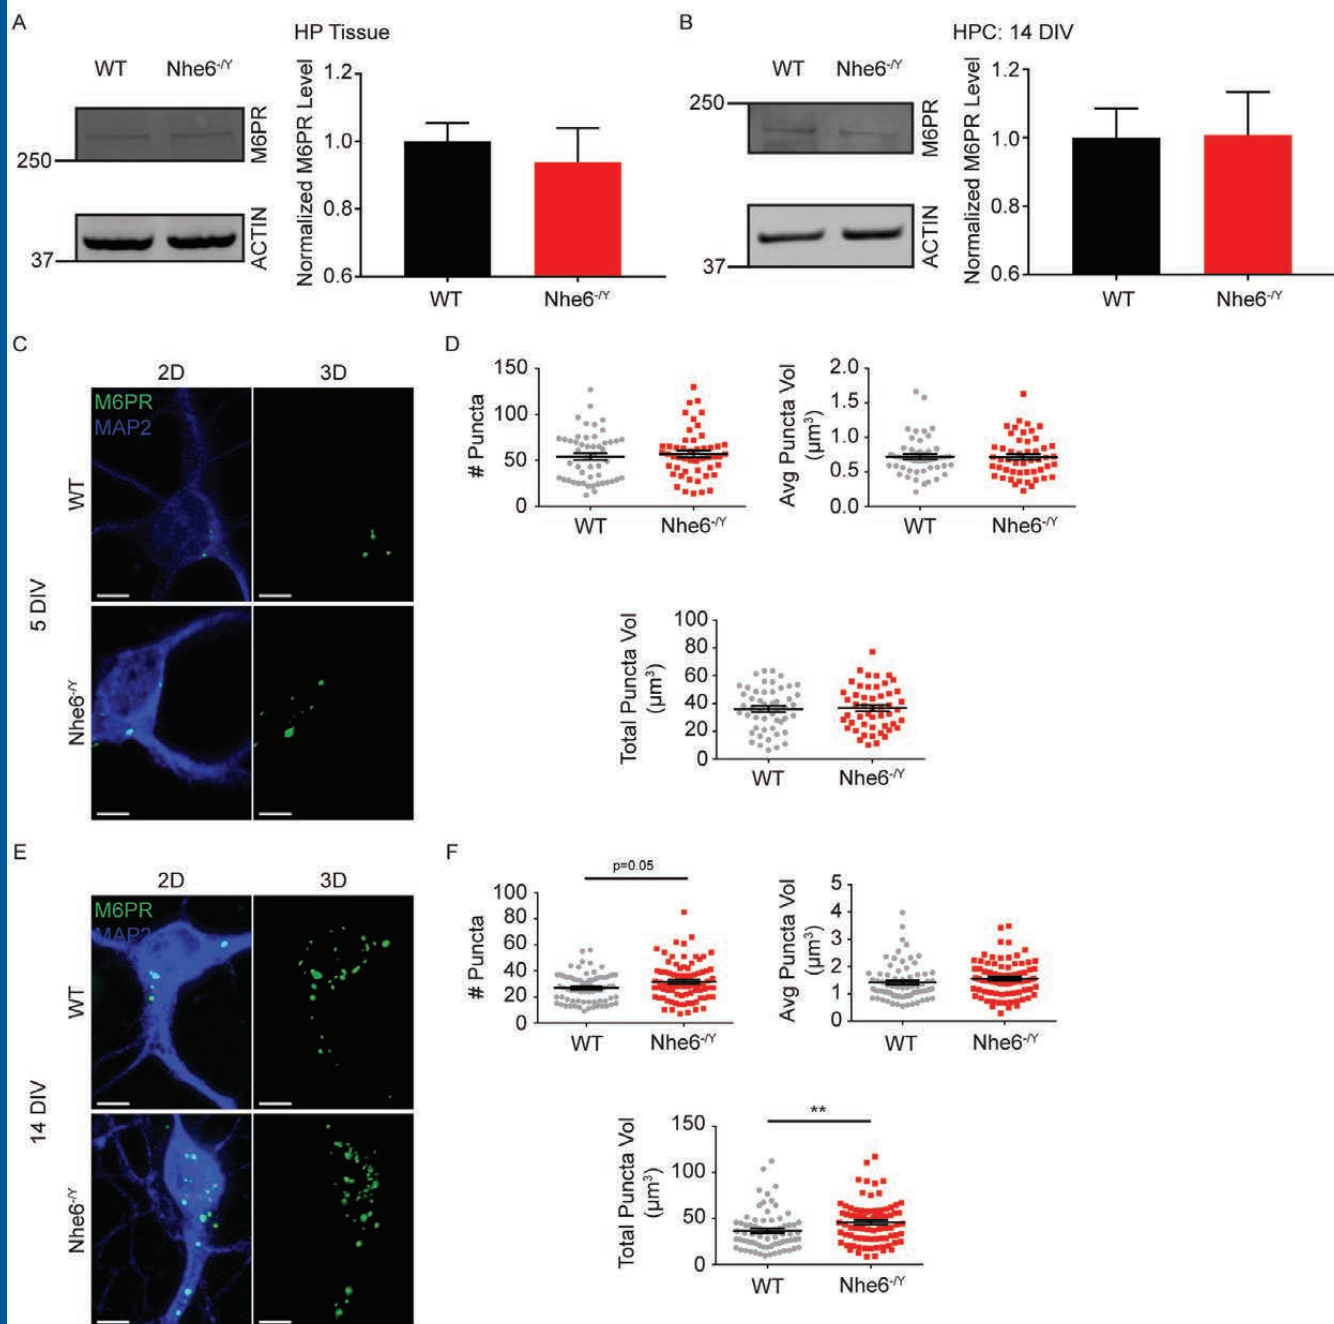 A
HP Tissue
WT Nhe6-/Y
M6PR
250
ACTIN
37
Normalized M6PR Level
1.2
1.0
0.8
0.6
WT Nhe6-/Y
B
HPC: 14 DIV
WT Nhe6-/Y
250
M6PR
ACTIN
37
Normalized M6PR Level
1.2
1.0
0.8
0.6
WT Nhe6-/Y
C
2D 3D
M6PR
MAP2
WT
5 DIV
Nhe6-/Y
D
# Puncta
150
100
50
0
WT Nhe6-/Y
Avg Puncta Vol
(µm³)
2.0
1.5
1.0
0.5
0.0
WT Nhe6-/Y
Total Puncta Vol
(µm³)
100
80
60
40
20
0
WT Nhe6-/Y
E
2D 3D
M6PR
MAP2
WT
14 DIV
Nhe6-/Y
F
p=0.05
# Puncta
100
80
60
40
20
0
WT Nhe6-/Y
Avg Puncta Vol
(µm³)
5
4
3
2
1
0
WT Nhe6-/Y
**
Total Puncta Vol
(µm³)
150
100
50
0
WT Nhe6-/Y